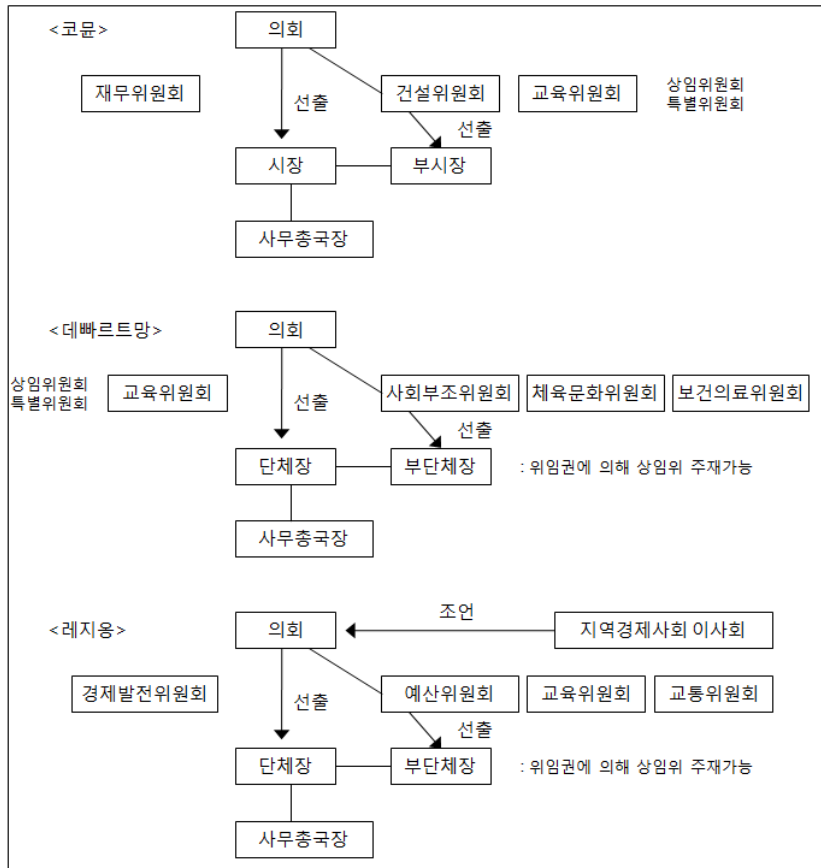 <코뮨>
의회
재무위원회
선출
건설위원회
교육위원회
상임위원회
특별위원회
선출
시장
부시장
사무총국장
<데빠르트망>
의회
상임위원회
특별위원회
교육위원회
선출
사회부조위원회
체육문화위원회
보건의료위원회
선출
단체장
부단체장
: 위임권에 의해 상임위 주재가능
사무총국장
<레지옹>
의회
조언
지역경제사회 이사회
경제발전위원회
선출
예산위원회
교육위원회
교통위원회
선출
단체장
부단체장
: 위임권에 의해 상임위 주재가능
사무총국장